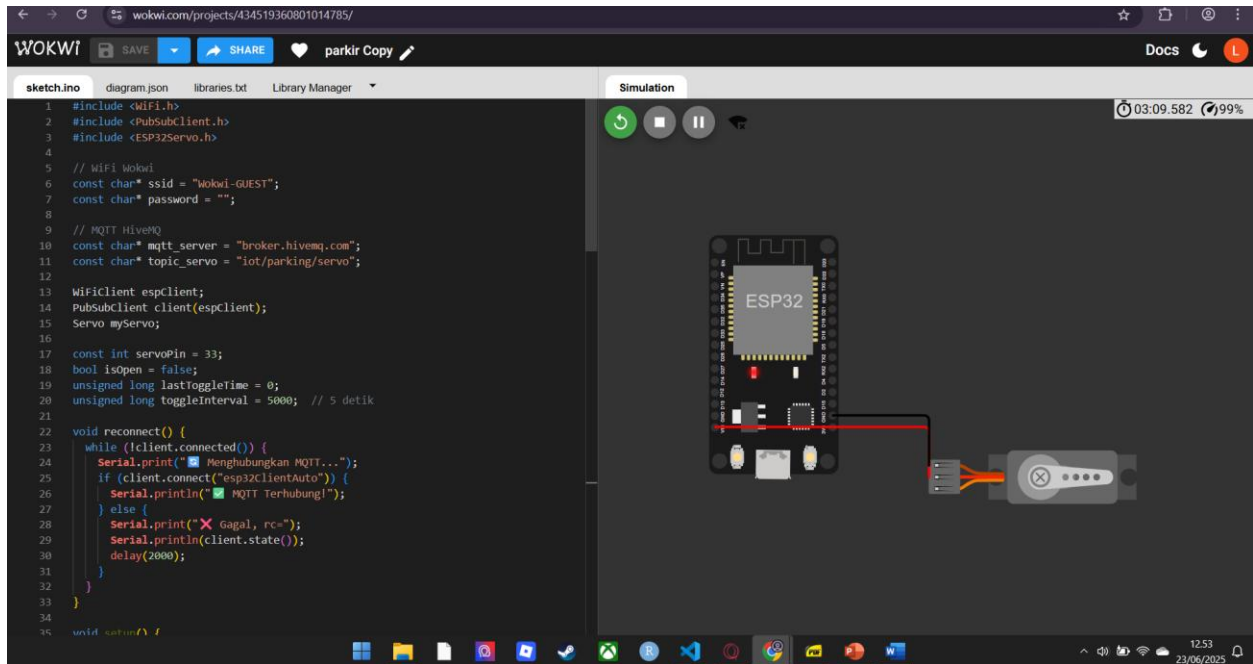 wokwi.com/projects/434519360801014785/
WOKWI SAVE SHARE parkir Copy Docs L
sketch.ino diagram.json libraries.txt Library Manager
Simulation
03:09.582 99%
1 #include <WiFi.h>
2 #include <PubSubClient.h>
3 #include <ESP32Servo.h>
4
5 // WiFi Wokwi
6 const char* ssid = "Wokwi-GUEST";
7 const char* password = "";
8
9 // MQTT HiveMQ
10 const char* mqtt_server = "broker.hivemq.com";
11 const char* topic_servo = "iot/parking/servo";
12
13 WiFiClient espClient;
14 PubSubClient client(espClient);
15 Servo myServo;
16
17 const int servoPin = 33;
18 bool isOpen = false;
19 unsigned long lastToggleTime = 0;
20 unsigned long toggleInterval = 5000; // 5 detik
21
22 void reconnect() {
23 while (!client.connected()) {
24 Serial.print("🔄 Menghubungkan MQTT...");
25 if (client.connect("esp32ClientAuto")) {
26 Serial.println("✅ MQTT Terhubung!");
27 } else {
28 Serial.print("❌ Gagal, rc=");
29 Serial.println(client.state());
30 delay(2000);
31 }
32 }
33 }
34
35 void setup() {
ESP32
12.53
23/06/2025